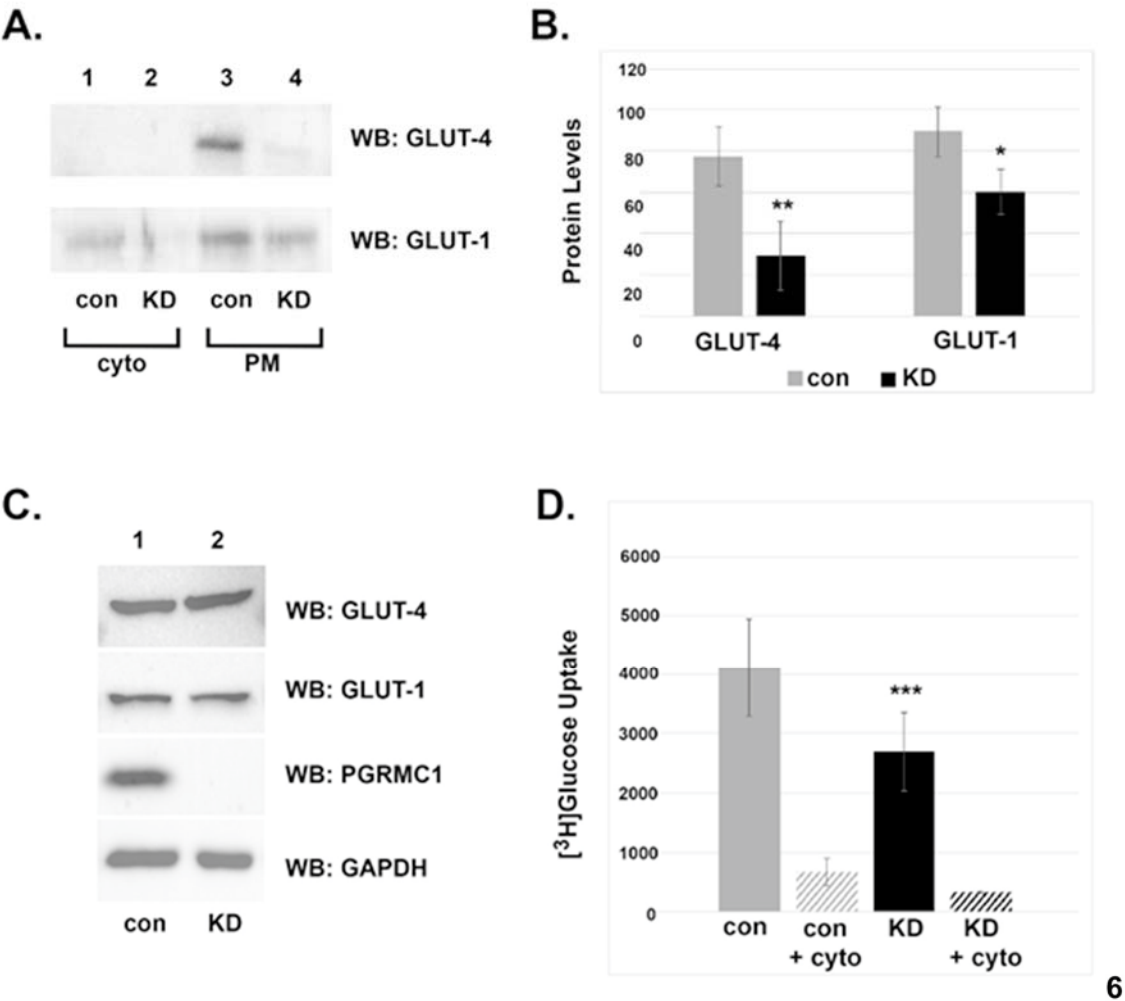 A.
1 2 3 4
WB: GLUT-4
WB: GLUT-1
con KD con KD
cyto PM
B.
Protein Levels
120
100
80
60
40
20
0
** *
GLUT-4 GLUT-1
con KD
C.
1 2
WB: GLUT-4
WB: GLUT-1
WB: PGRMC1
WB: GAPDH
con KD
D.
[³H]Glucose Uptake
6000
5000
4000
3000
2000
1000
0
***
con con KD KD
+ cyto + cyto
6